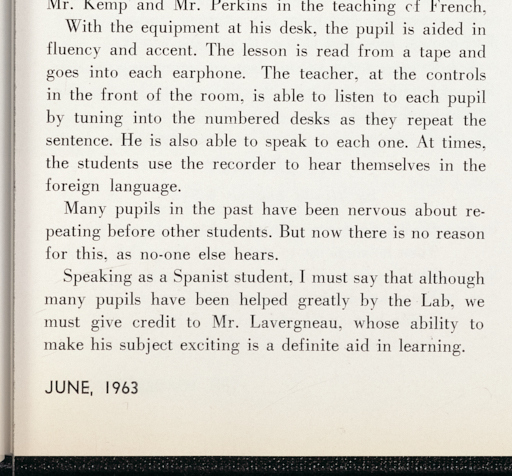 Mr. Kemp and Mr. Perkins in the teaching cf French,
With the equipment at his desk, the pupil is aided in
fluency and accent. The lesson is read from a tape and
goes into each earphone. The teacher, at the controls
in the front of the room, is able to listen to each pupil
by tuning into the numbered desks as they repeat the
sentence. He is also able to speak to each one. At times,
the students use the recorder to hear themselves in the
foreign language.
Many pupils in the past have been nervous about re-
peating before other students. But now there is no reason
for this, as no-one else hears.
Speaking as a Spanist student, I must say that although
many pupils have been helped greatly by the Lab, we
must give credit to Mr. Lavergneau, whose ability to
make his subject exciting is a definite aid in learning.
JUNE, 1963